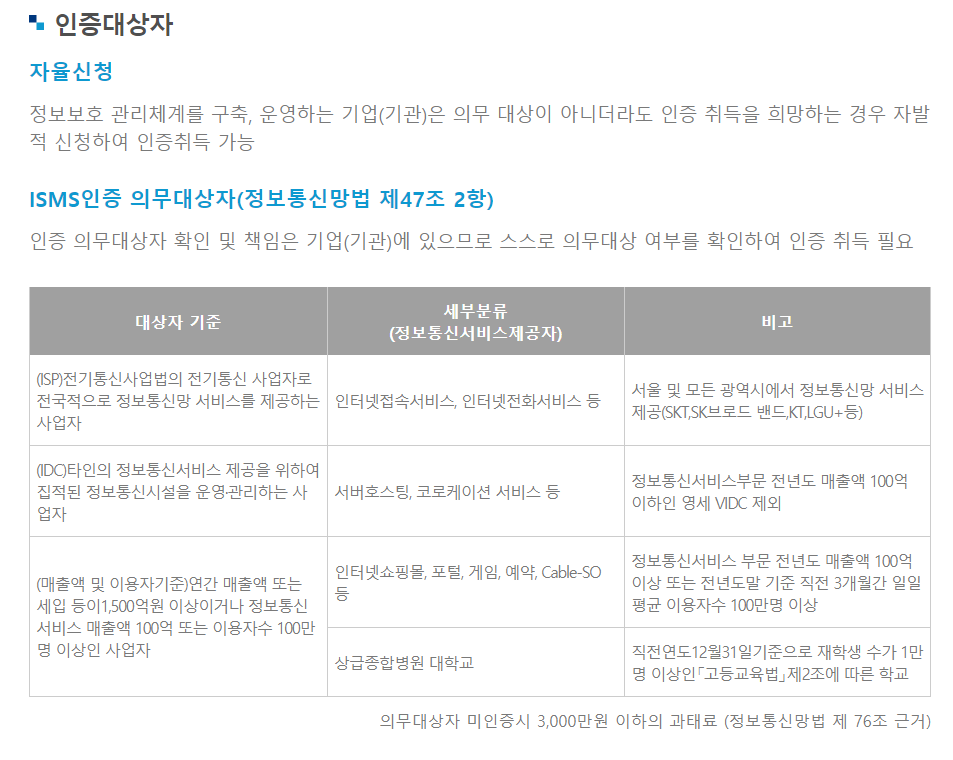 인증대상자
자율신청
정보보호 관리체계를 구축, 운영하는 기업(기관)은 의무 대상이 아니더라도 인증 취득을 희망하는 경우 자발
적 신청하여 인증취득 가능
ISMS인증 의무대상자(정보통신망법 제47조 2항)
인증 의무대상자 확인 및 책임은 기업(기관)에 있으므로 스스로 의무대상 여부를 확인하여 인증 취득 필요
대상자 기준
세부분류
(정보통신서비스제공자)
비고
(ISP)전기통신사업법의 전기통신 사업자로
전국적으로 정보통신망 서비스를 제공하는
사업자
인터넷접속서비스, 인터넷전화서비스 등
서울 및 모든 광역시에서 정보통신망 서비스
제공(SKT,SK브로드 밴드,KT,LGU+등)
(IDC)타인의 정보통신서비스 제공을 위하여
집적된 정보통신시설을 운영·관리하는 사
업자
서버호스팅, 코로케이션 서비스 등
정보통신서비스부문 전년도 매출액 100억
이하인 영세 VIDC 제외
(매출액 및 이용자기준)연간 매출액 또는
세입 등이1,500억원 이상이거나 정보통신
서비스 매출액 100억 또는 이용자수 100만
명 이상인 사업자
인터넷쇼핑몰, 포털, 게임, 예약, Cable-SO
등
정보통신서비스 부문 전년도 매출액 100억
이상 또는 전년도말 기준 직전 3개월간 일일
평균 이용자수 100만명 이상
상급종합병원 대학교
직전연도12월31일기준으로 재학생 수가 1만
명 이상인「고등교육법」제2조에 따른 학교
의무대상자 미인증시 3,000만원 이하의 과태료 (정보통신망법 제 76조 근거)